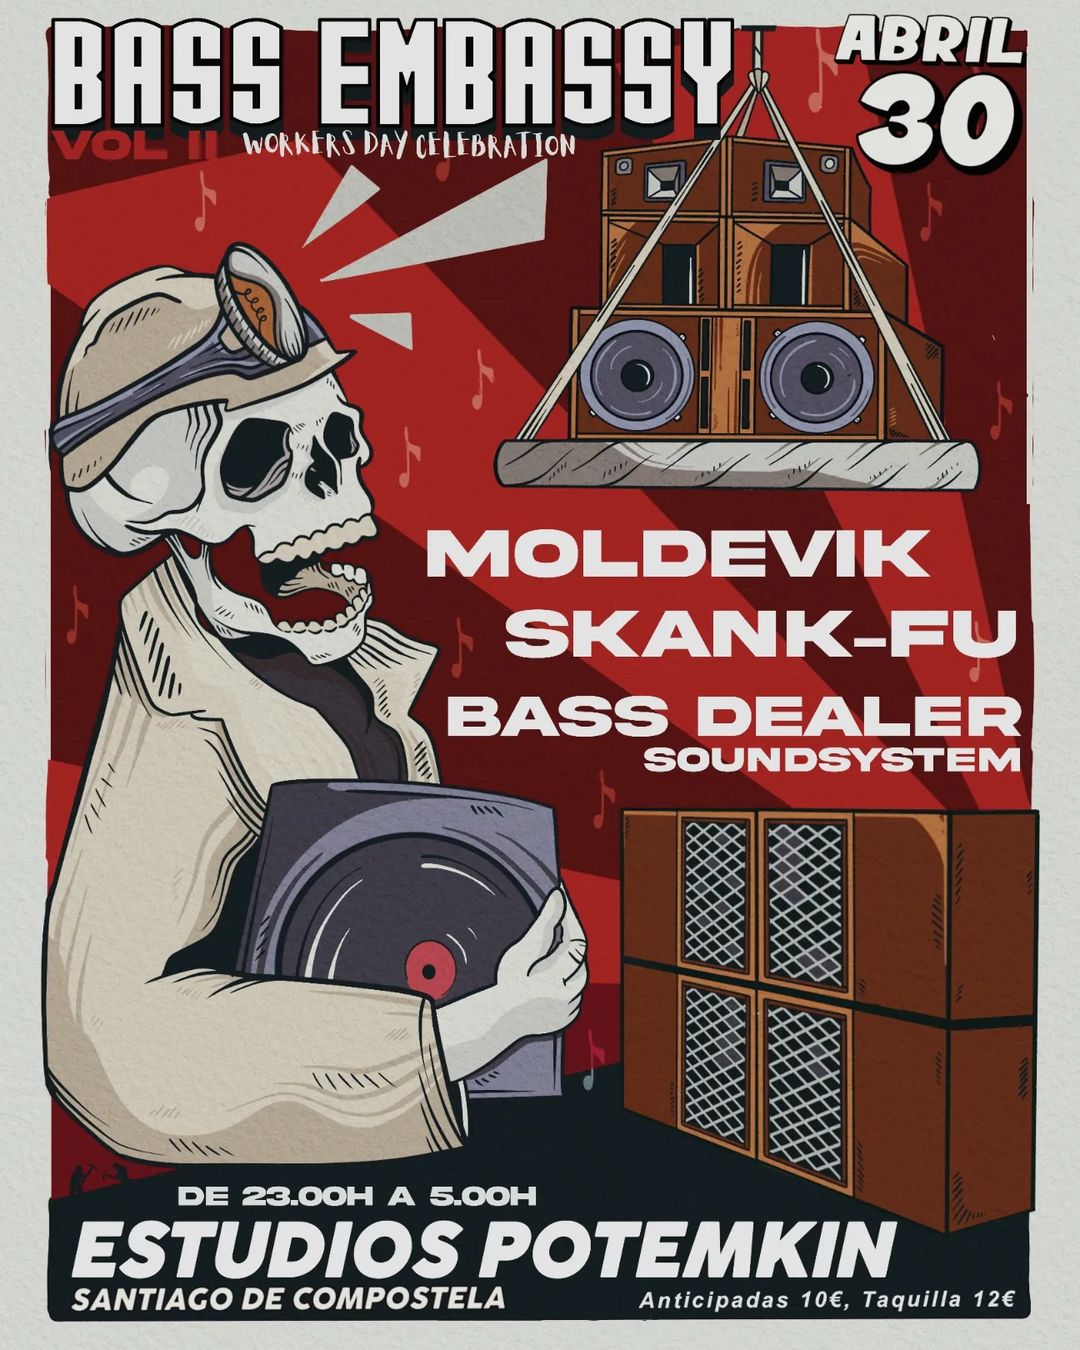 BASS EMBASSY
VOL II WORKERS DAY CELEBRATION
ABRIL
30
MOLDEVIK
SKANK-FU
BASS DEALER
SOUNDSYSTEM
DE 23.00H A 5.00H
ESTUDIOS POTEMKIN
SANTIAGO DE COMPOSTELA
Anticipadas 10€, Taquilla 12€